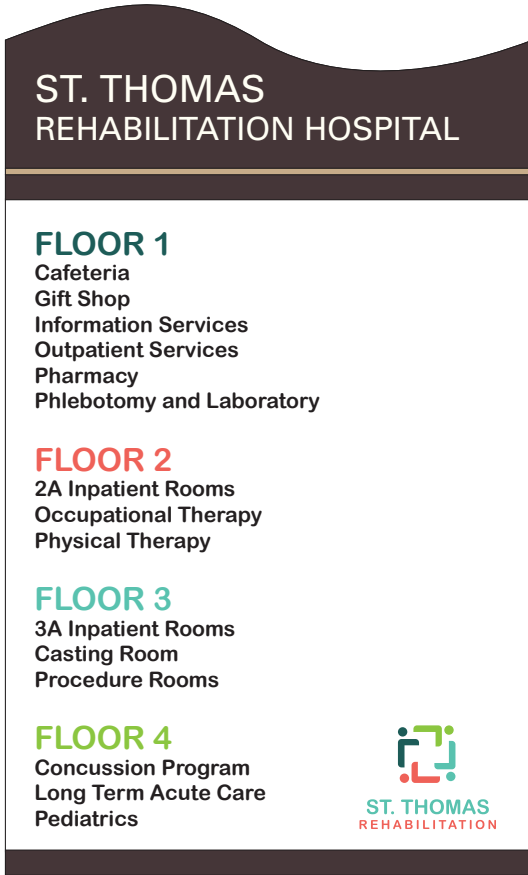 ST. THOMAS
REHABILITATION HOSPITAL
FLOOR 1
Cafeteria
Gift Shop
Information Services
Outpatient Services
Pharmacy
Phlebotomy and Laboratory
FLOOR 2
2A Inpatient Rooms
Occupational Therapy
Physical Therapy
FLOOR 3
3A Inpatient Rooms
Casting Room
Procedure Rooms
FLOOR 4
Concussion Program
Long Term Acute Care
Pediatrics
ST. THOMAS
REHABILITATION